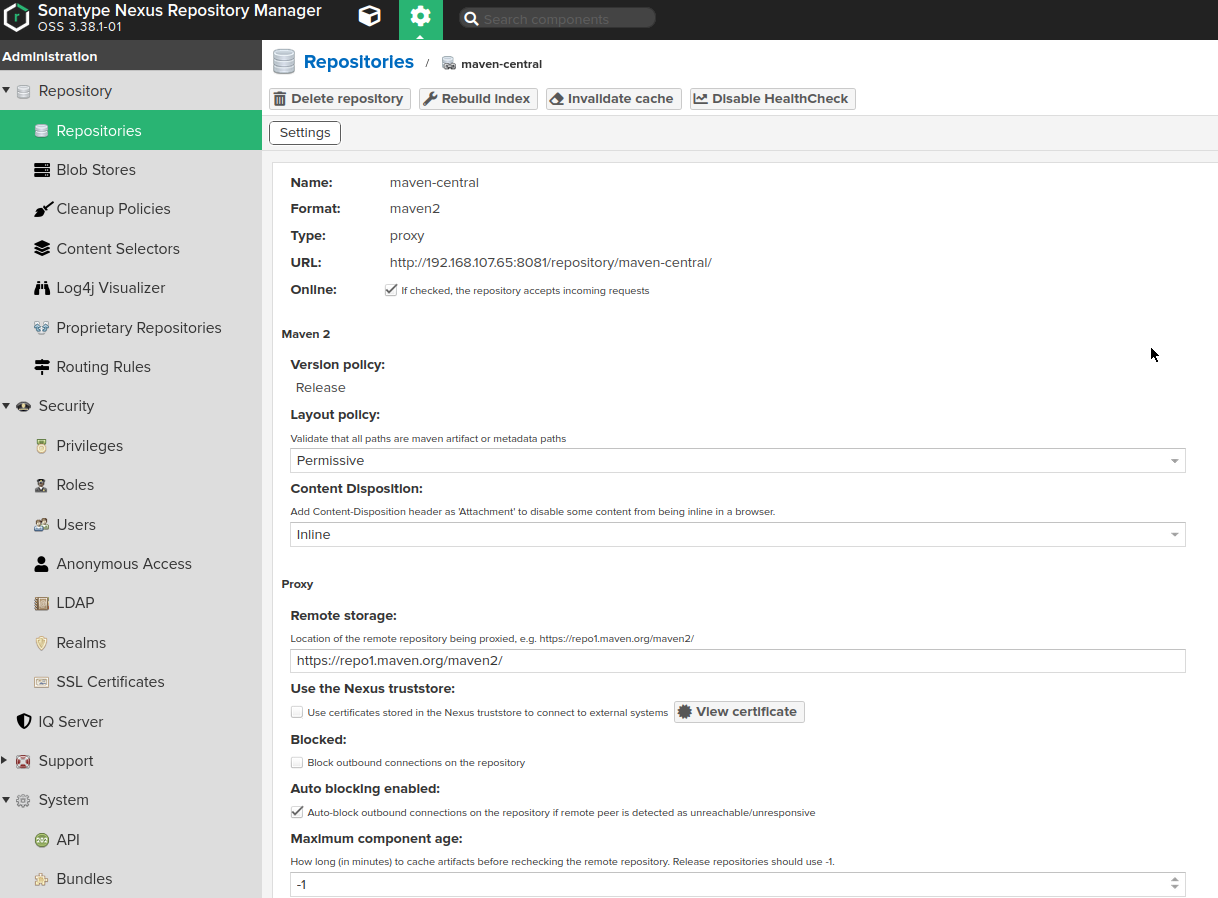 Sonatype Nexus Repository Manager
OSS 3.38.1-01
Search components
Administration
Repository
Repositories
Blob Stores
Cleanup Policies
Content Selectors
Log4j Visualizer
Proprietary Repositories
Routing Rules
Security
Privileges
Roles
Users
Anonymous Access
LDAP
Realms
SSL Certificates
IQ Server
Support
System
API
Bundles
Repositories / maven-central
Delete repository Rebuild index Invalidate cache Disable HealthCheck
Settings
Name: maven-central
Format: maven2
Type: proxy
URL: http://192.168.107.65:8081/repository/maven-central/
Online: If checked, the repository accepts incoming requests
Maven 2
Version policy:
Release
Layout policy:
Validate that all paths are maven artifact or metadata paths
Permissive
Content Disposition:
Add Content-Disposition header as 'Attachment' to disable some content from being inline in a browser.
Inline
Proxy
Remote storage:
Location of the remote repository being proxied, e.g. https://repo1.maven.org/maven2/
https://repo1.maven.org/maven2/
Use the Nexus truststore:
Use certificates stored in the Nexus truststore to connect to external systems View certificate
Blocked:
Block outbound connections on the repository
Auto blocking enabled:
Auto-block outbound connections on the repository if remote peer is detected as unreachable/unresponsive
Maximum component age:
How long (in minutes) to cache artifacts before rechecking the remote repository. Release repositories should use -1.
-1